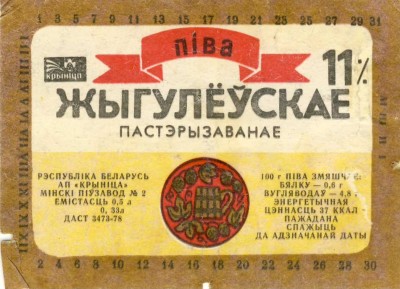 1 3 5 7 9 11 13 15 17 19 21 23 25 27 29 31
піва
крыніца
11%
ЖЫГУЛЁЎСКАЕ
ПАСТЭРЫЗАВАНАЕ
РЭСПУБЛІКА БЕЛАРУСЬ
АП «КРЫНІЦА»
МІНСКІ ПІЎЗАВОД № 2
ЕМІСТАСЦЬ 0,5 л
0,33л
ДАСТ 3473-78
100 г ПІВА ЗМЯШЧАЕ:
БЯЛКУ — 0,6 г
ВУГЛЯВОДАЎ — 4,8 г
ЭНЕРГЕТЫЧНАЯ
ЦЭННАСЦЬ 37 ККАЛ
ПАЖАДАНА
СПАЖЫЦЬ
ДА АДЗНАЧАНАЙ ДАТЫ
2 4 6 8 10 12 14 16 18 20 22 24 26 28 30